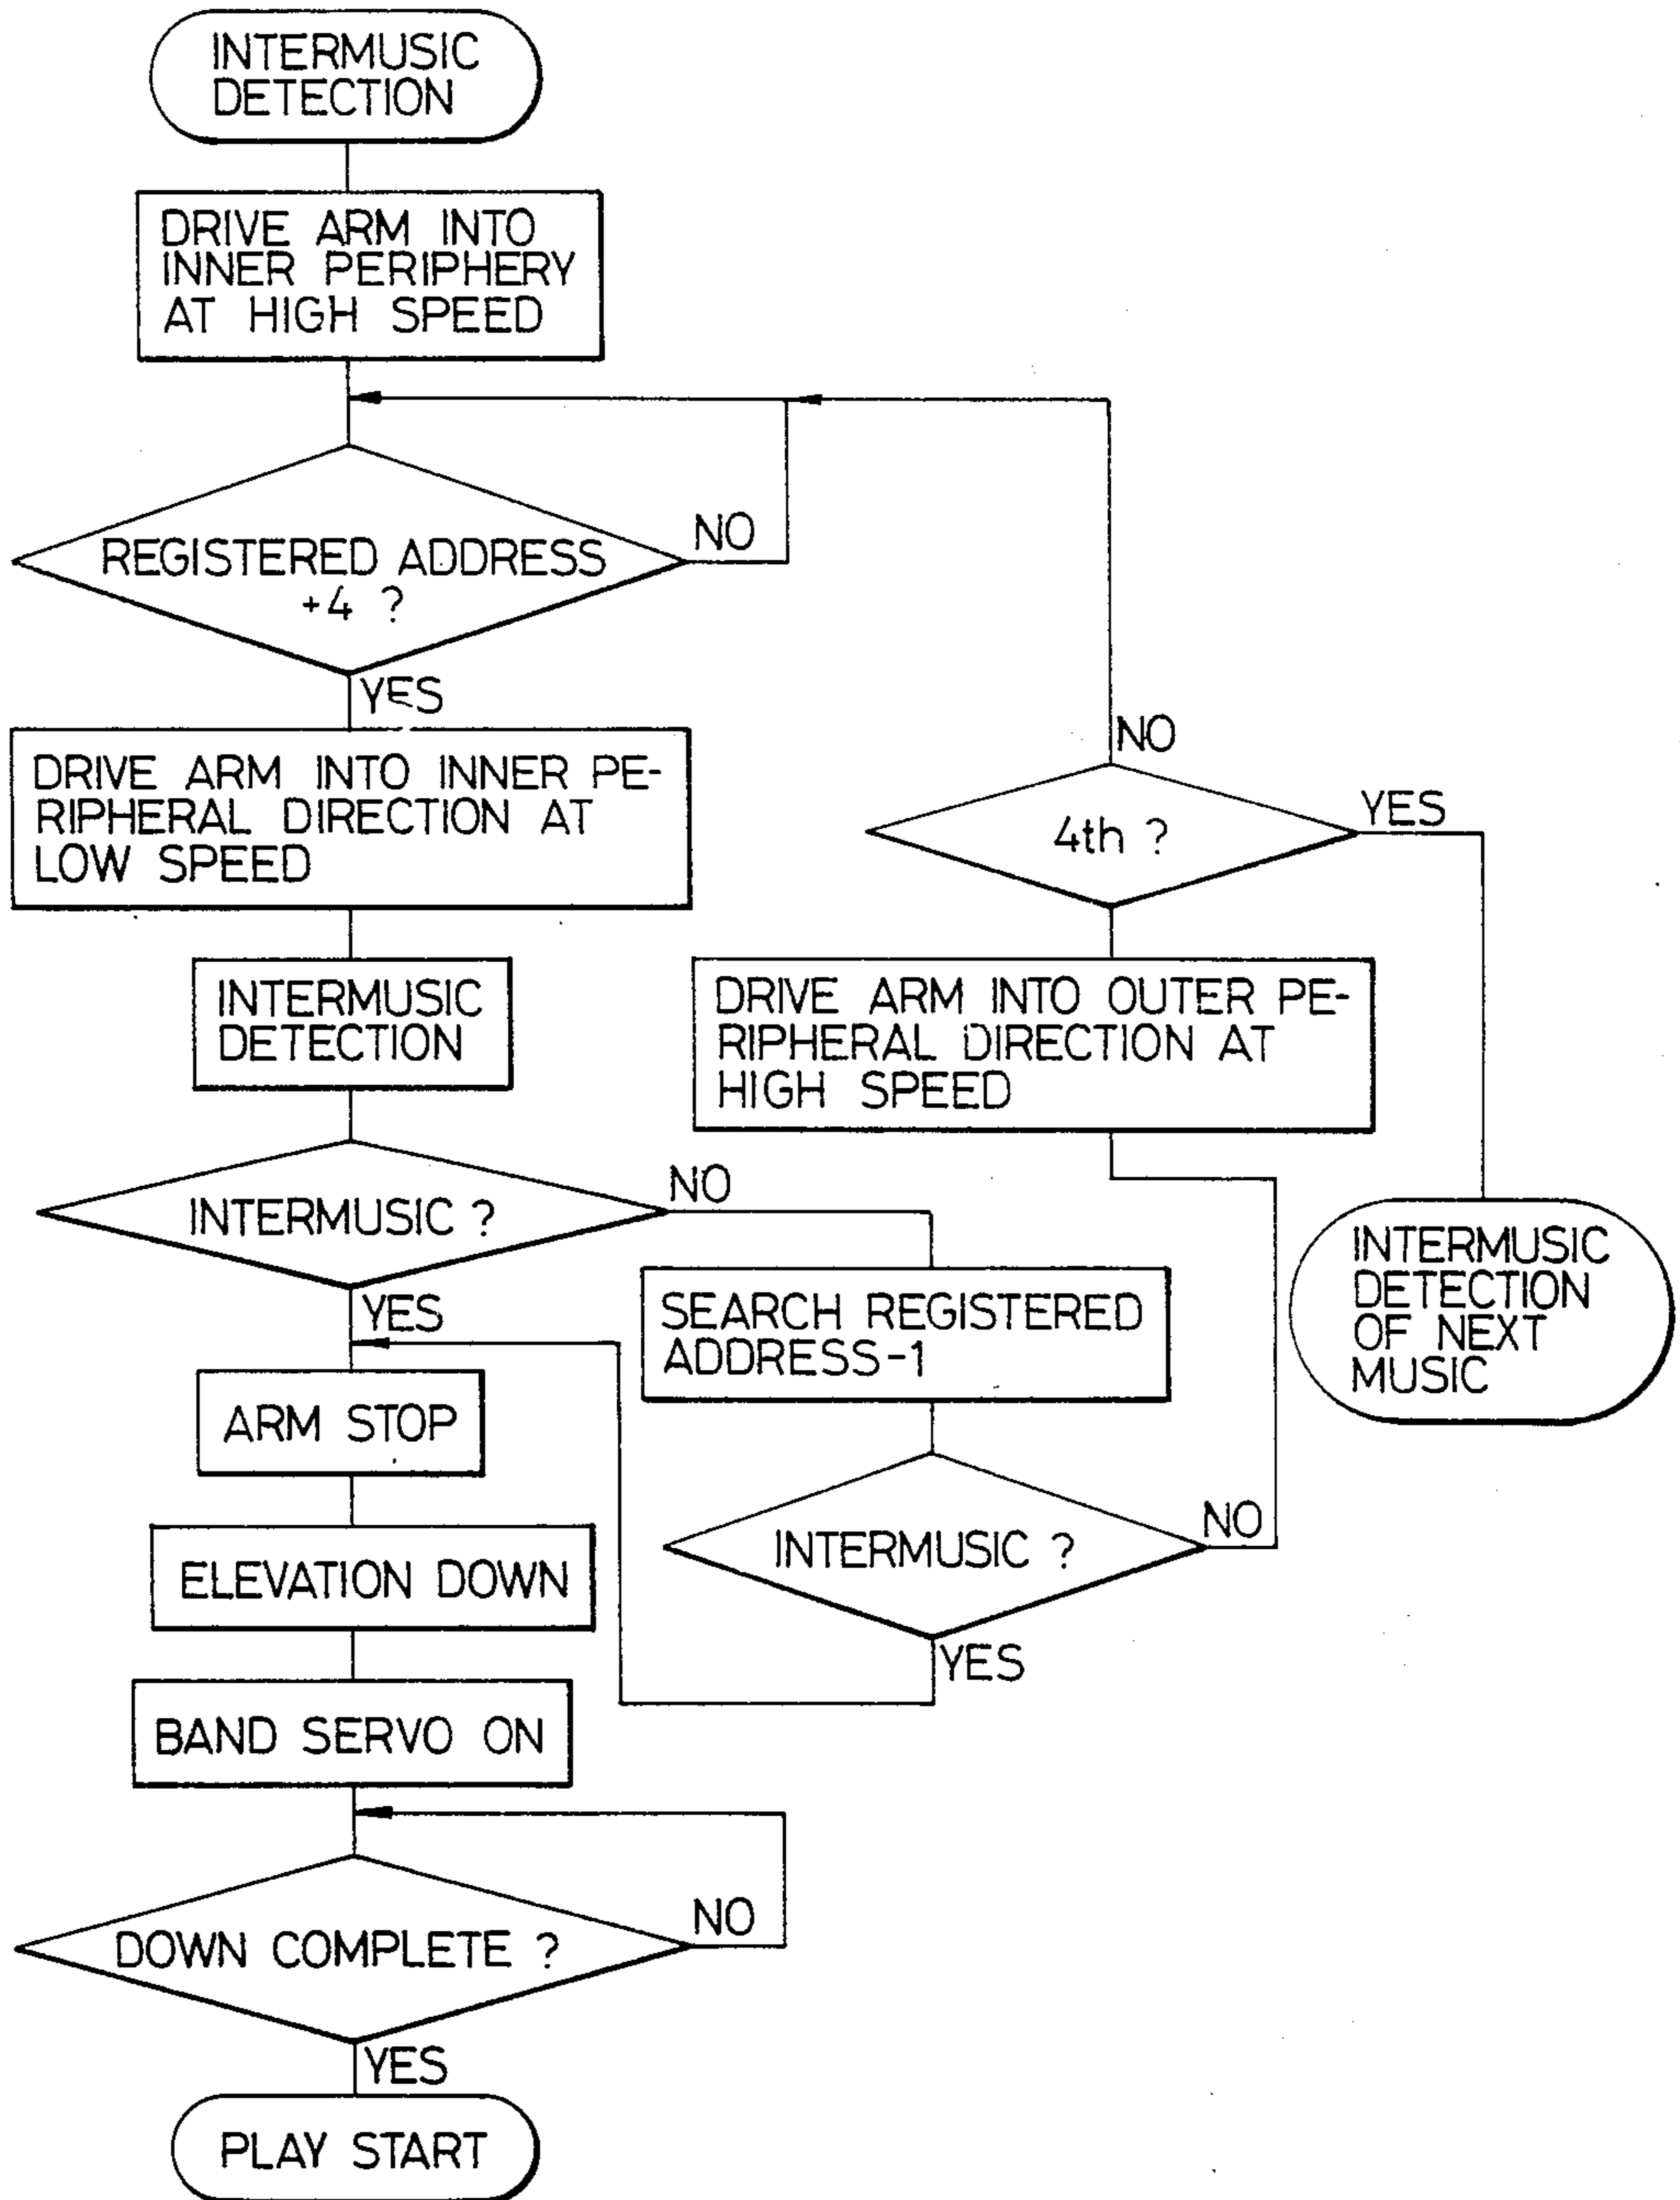 INTERMUSIC
DETECTION
DRIVE ARM INTO
INNER PERIPHERY
AT HIGH SPEED
REGISTERED ADDRESS
+4 ?
NO
YES
DRIVE ARM INTO INNER PE-
RIPHERAL DIRECTION AT
LOW SPEED
INTERMUSIC
DETECTION
INTERMUSIC ?
NO
YES
ARM STOP
ELEVATION DOWN
BAND SERVO ON
DOWN COMPLETE ?
NO
YES
PLAY START
NO
4th ?
YES
DRIVE ARM INTO OUTER PE-
RIPHERAL DIRECTION AT
HIGH SPEED
SEARCH REGISTERED
ADDRESS-1
INTERMUSIC ?
NO
YES
INTERMUSIC
DETECTION
OF NEXT
MUSIC